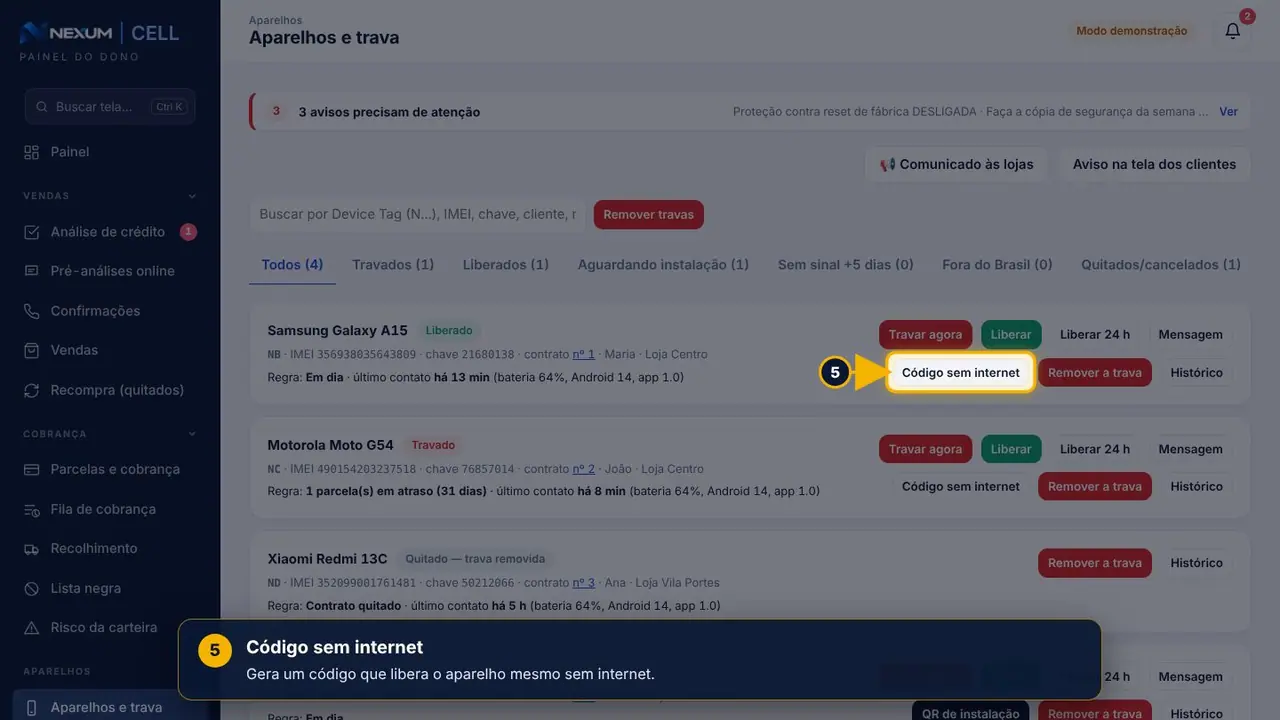 NEXUM | CELL
PAINEL DO DONO
Buscar tela... Ctrl K
Painel
VENDAS
Análise de crédito 1
Pré-análises online
Confirmações
Vendas
Recompra (quitados)
COBRANÇA
Parcelas e cobrança
Fila de cobrança
Recolhimento
Lista negra
Risco da carteira
APARELHOS
Aparelhos e trava
Aparelhos
Aparelhos e trava
Modo demonstração
2
3 3 avisos precisam de atenção Proteção contra reset de fábrica DESLIGADA · Faça a cópia de segurança da semana ... Ver
📢 Comunicado às lojas Aviso na tela dos clientes
Buscar por Device Tag (N...), IMEI, chave, cliente, r Remover travas
Todos (4) Travados (1) Liberados (1) Aguardando instalação (1) Sem sinal +5 dias (0) Fora do Brasil (0) Quitados/cancelados (1)
Samsung Galaxy A15 Liberado Travar agora Liberar Liberar 24 h Mensagem
NB · IMEI 356938035643809 · chave 21680138 · contrato nº 1 · Maria · Loja Centro
Regra: Em dia · último contato há 13 min (bateria 64%, Android 14, app 1.0) 5 Código sem internet Remover a trava Histórico
Motorola Moto G54 Travado Travar agora Liberar Liberar 24 h Mensagem
NC · IMEI 490154203237518 · chave 76857014 · contrato nº 2 · João · Loja Centro
Regra: 1 parcela(s) em atraso (31 dias) · último contato há 8 min (bateria 64%, Android 14, app 1.0) Código sem internet Remover a trava Histórico
Xiaomi Redmi 13C Quitado — trava removida Remover a trava Histórico
ND · IMEI 352099001761481 · chave 50212066 · contrato nº 3 · Ana · Loja Vila Portes
Regra: Contrato quitado · último contato há 5 h (bateria 64%, Android 14, app 1.0)
24 h Mensagem
Regra: Em dia QR de instalação Remover a trava Histórico
5 Código sem internet
Gera um código que libera o aparelho mesmo sem internet.